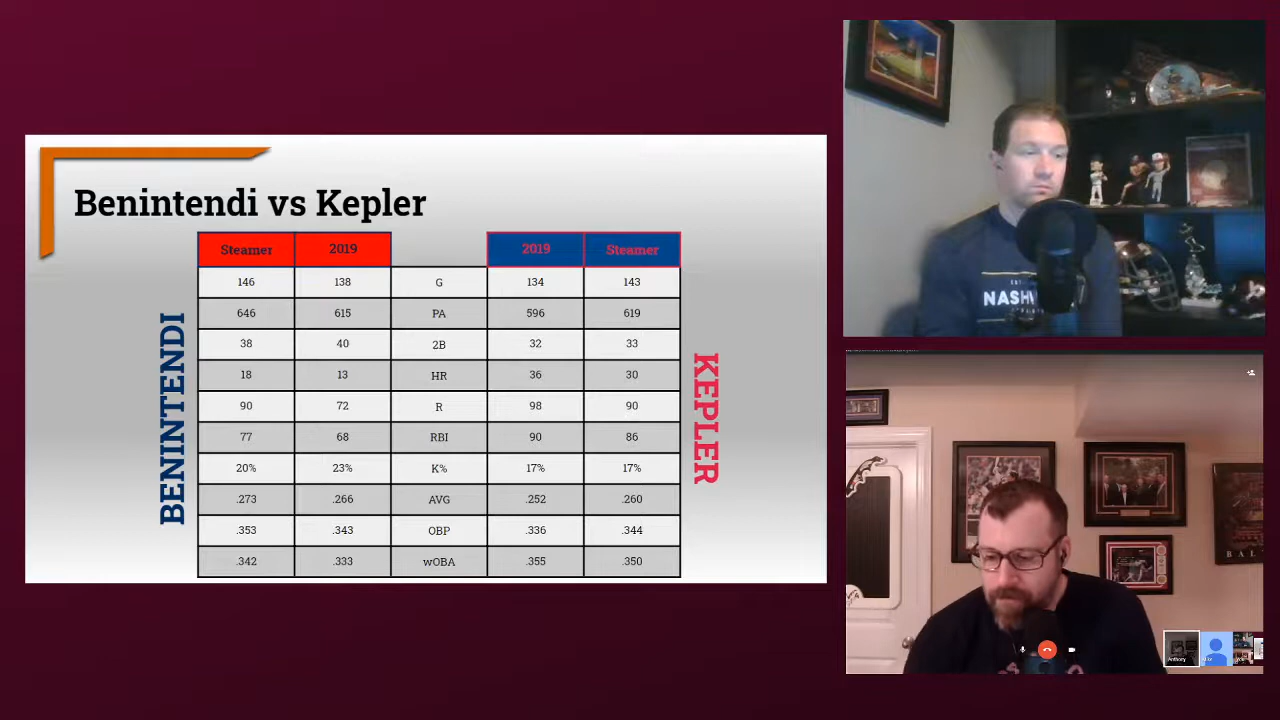 Benintendi vs Kepler
Steamer 2019 2019 Steamer
146 138 G 134 143
646 615 PA 596 619
38 40 2B 32 33
18 13 HR 36 30
90 72 R 98 90
77 68 RBI 90 86
20% 23% K% 17% 17%
.273 .266 AVG .252 .260
.353 .343 OBP .336 .344
.342 .333 wOBA .355 .350
BENINTENDI
KEPLER
NASHV
BAL
Anthony